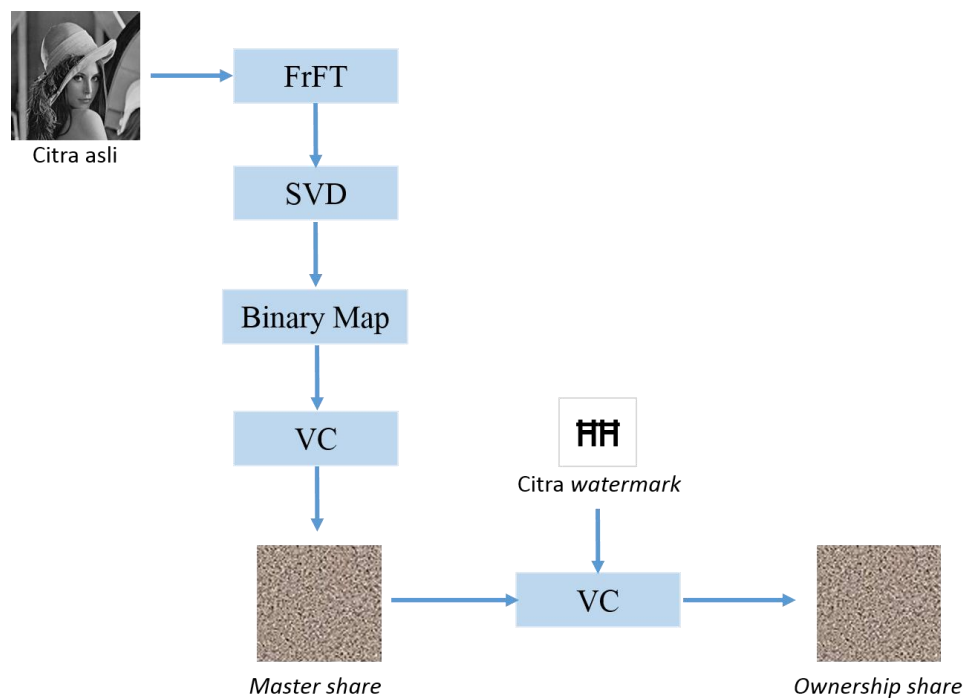 FrFT
Citra asli
SVD
Binary Map
VC
Citra watermark
VC
Master share
Ownership share